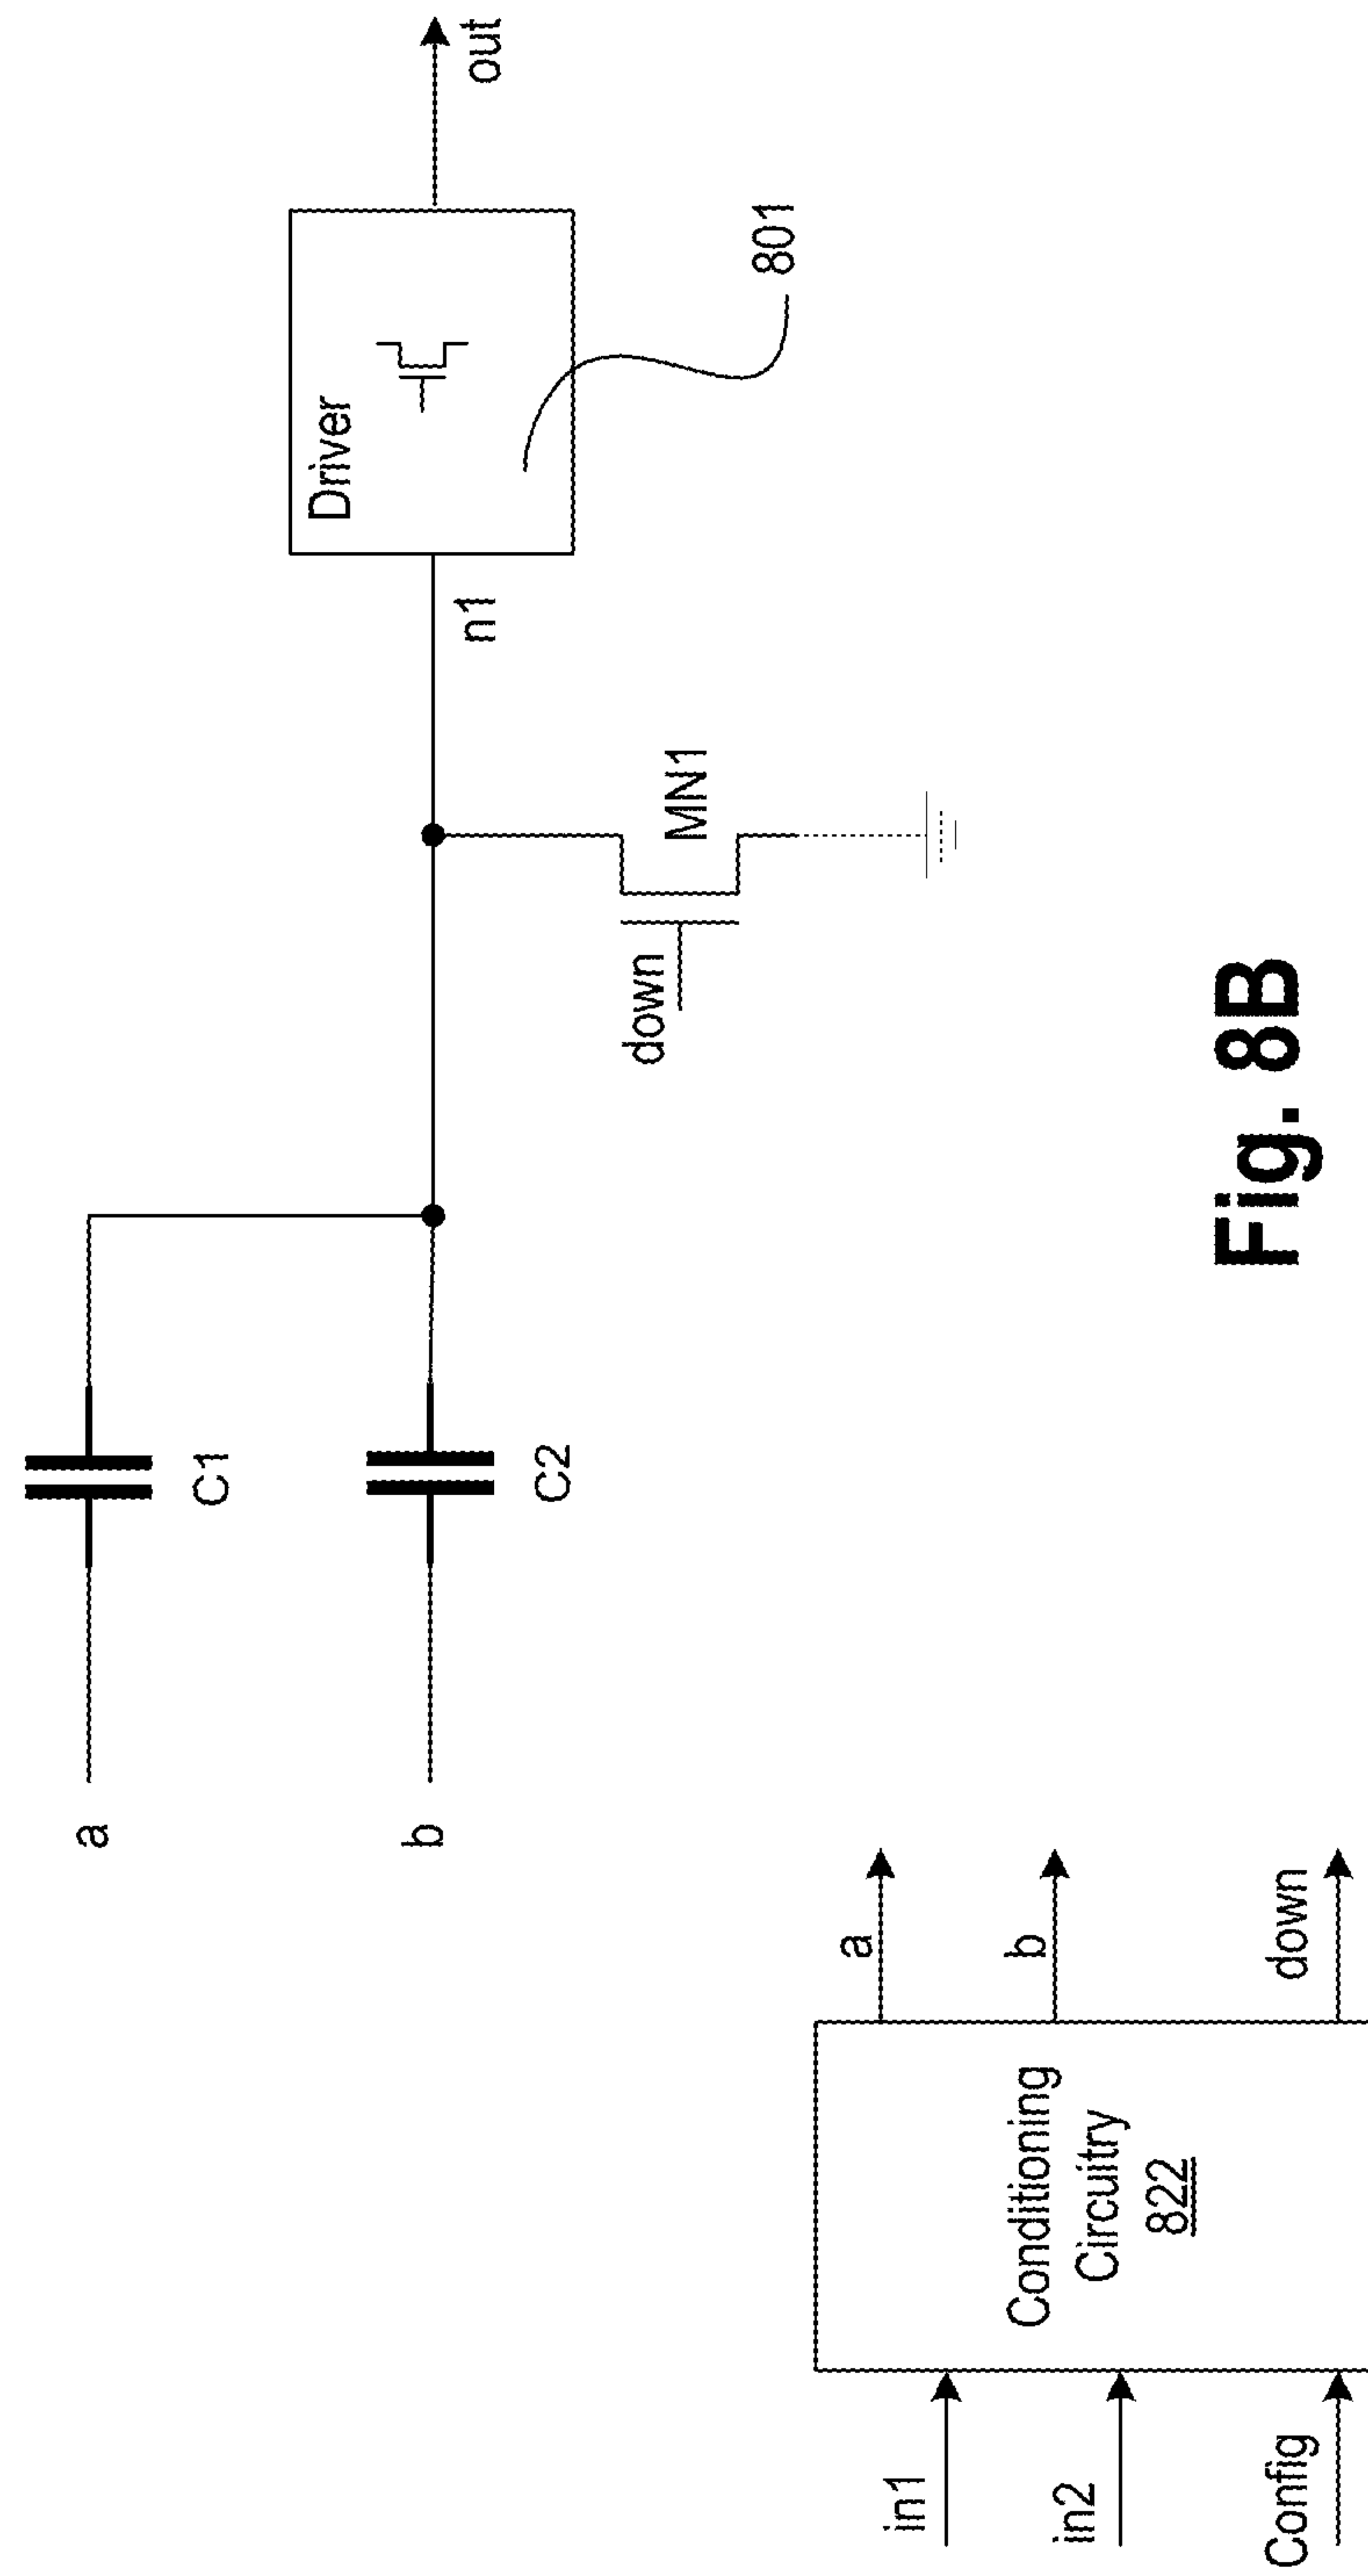 a
C1
b
C2
n1
Driver
out
801
down
MN1
in1
in2
Config
Conditioning
Circuitry
822
a
b
down
Fig. 8B